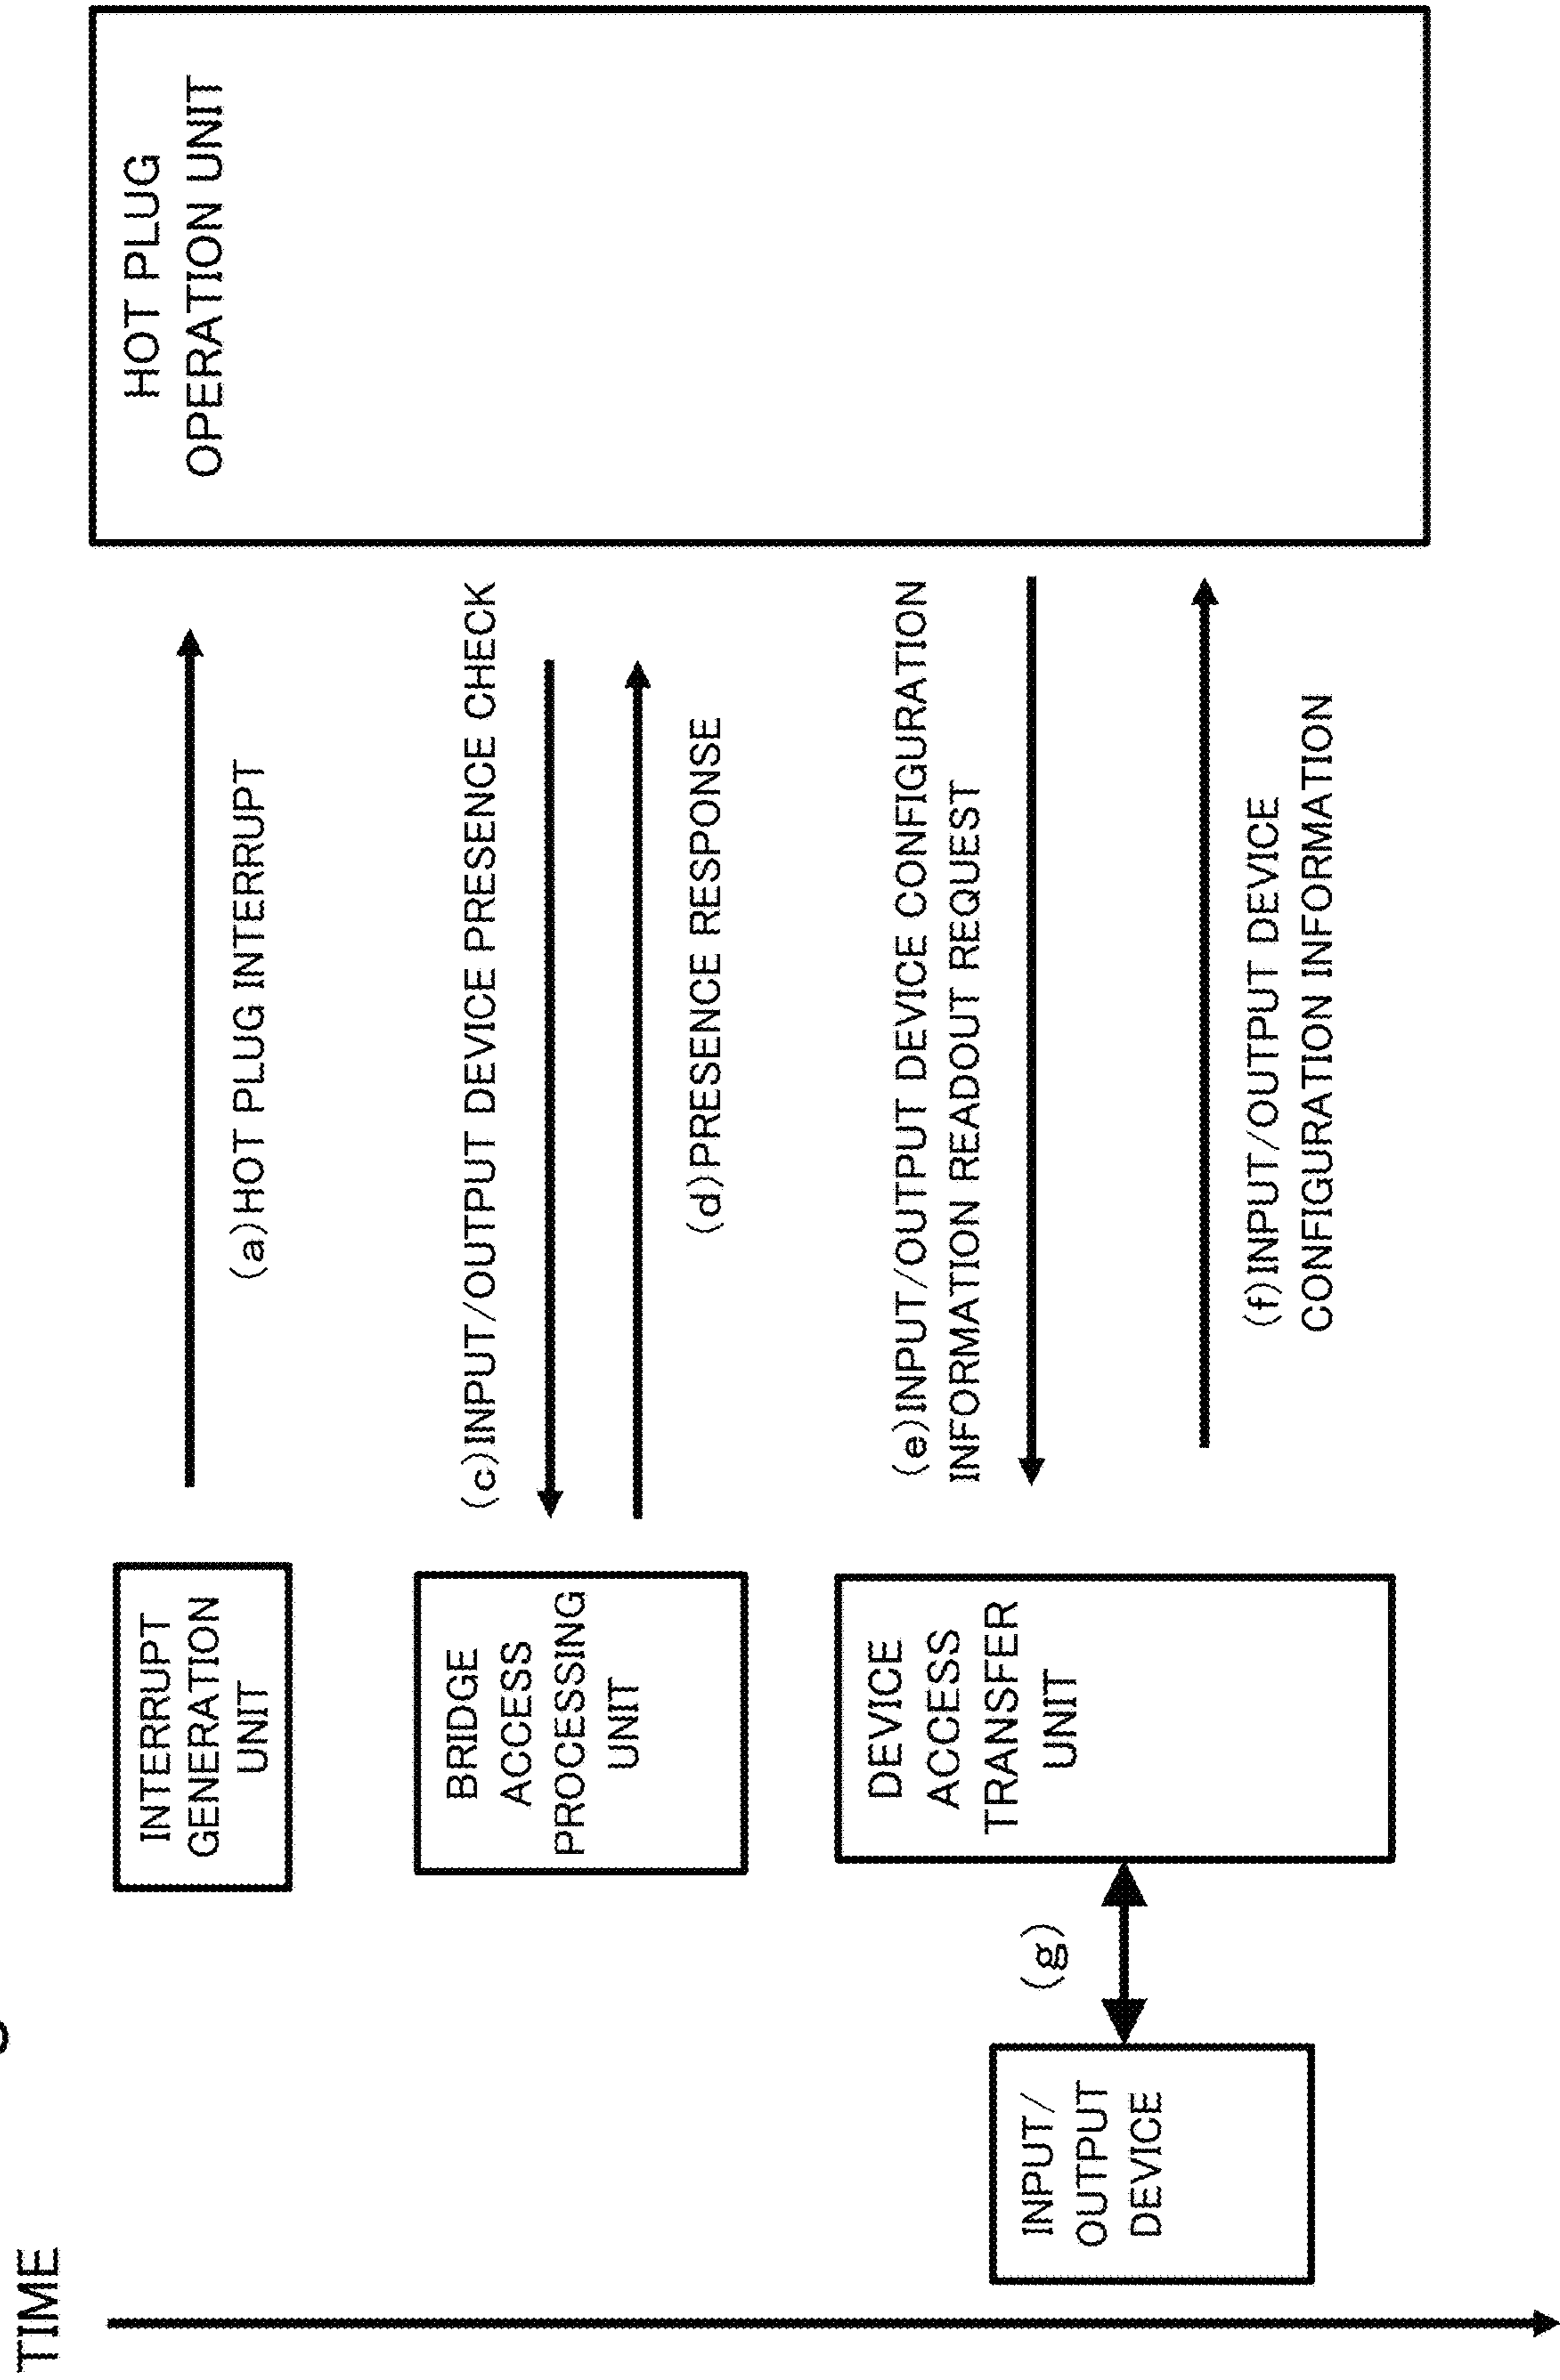 TIME
INTERRUPT
GENERATION
UNIT
(a)HOT PLUG INTERRUPT
HOT PLUG
OPERATION UNIT
BRIDGE
ACCESS
PROCESSING
UNIT
(c)INPUT/OUTPUT DEVICE PRESENCE CHECK
(d)PRESENCE RESPONSE
INPUT/
OUTPUT
DEVICE
(g)
DEVICE
ACCESS
TRANSFER
UNIT
(e)INPUT/OUTPUT DEVICE CONFIGURATION
INFORMATION READOUT REQUEST
(f)INPUT/OUTPUT DEVICE
CONFIGURATION INFORMATION